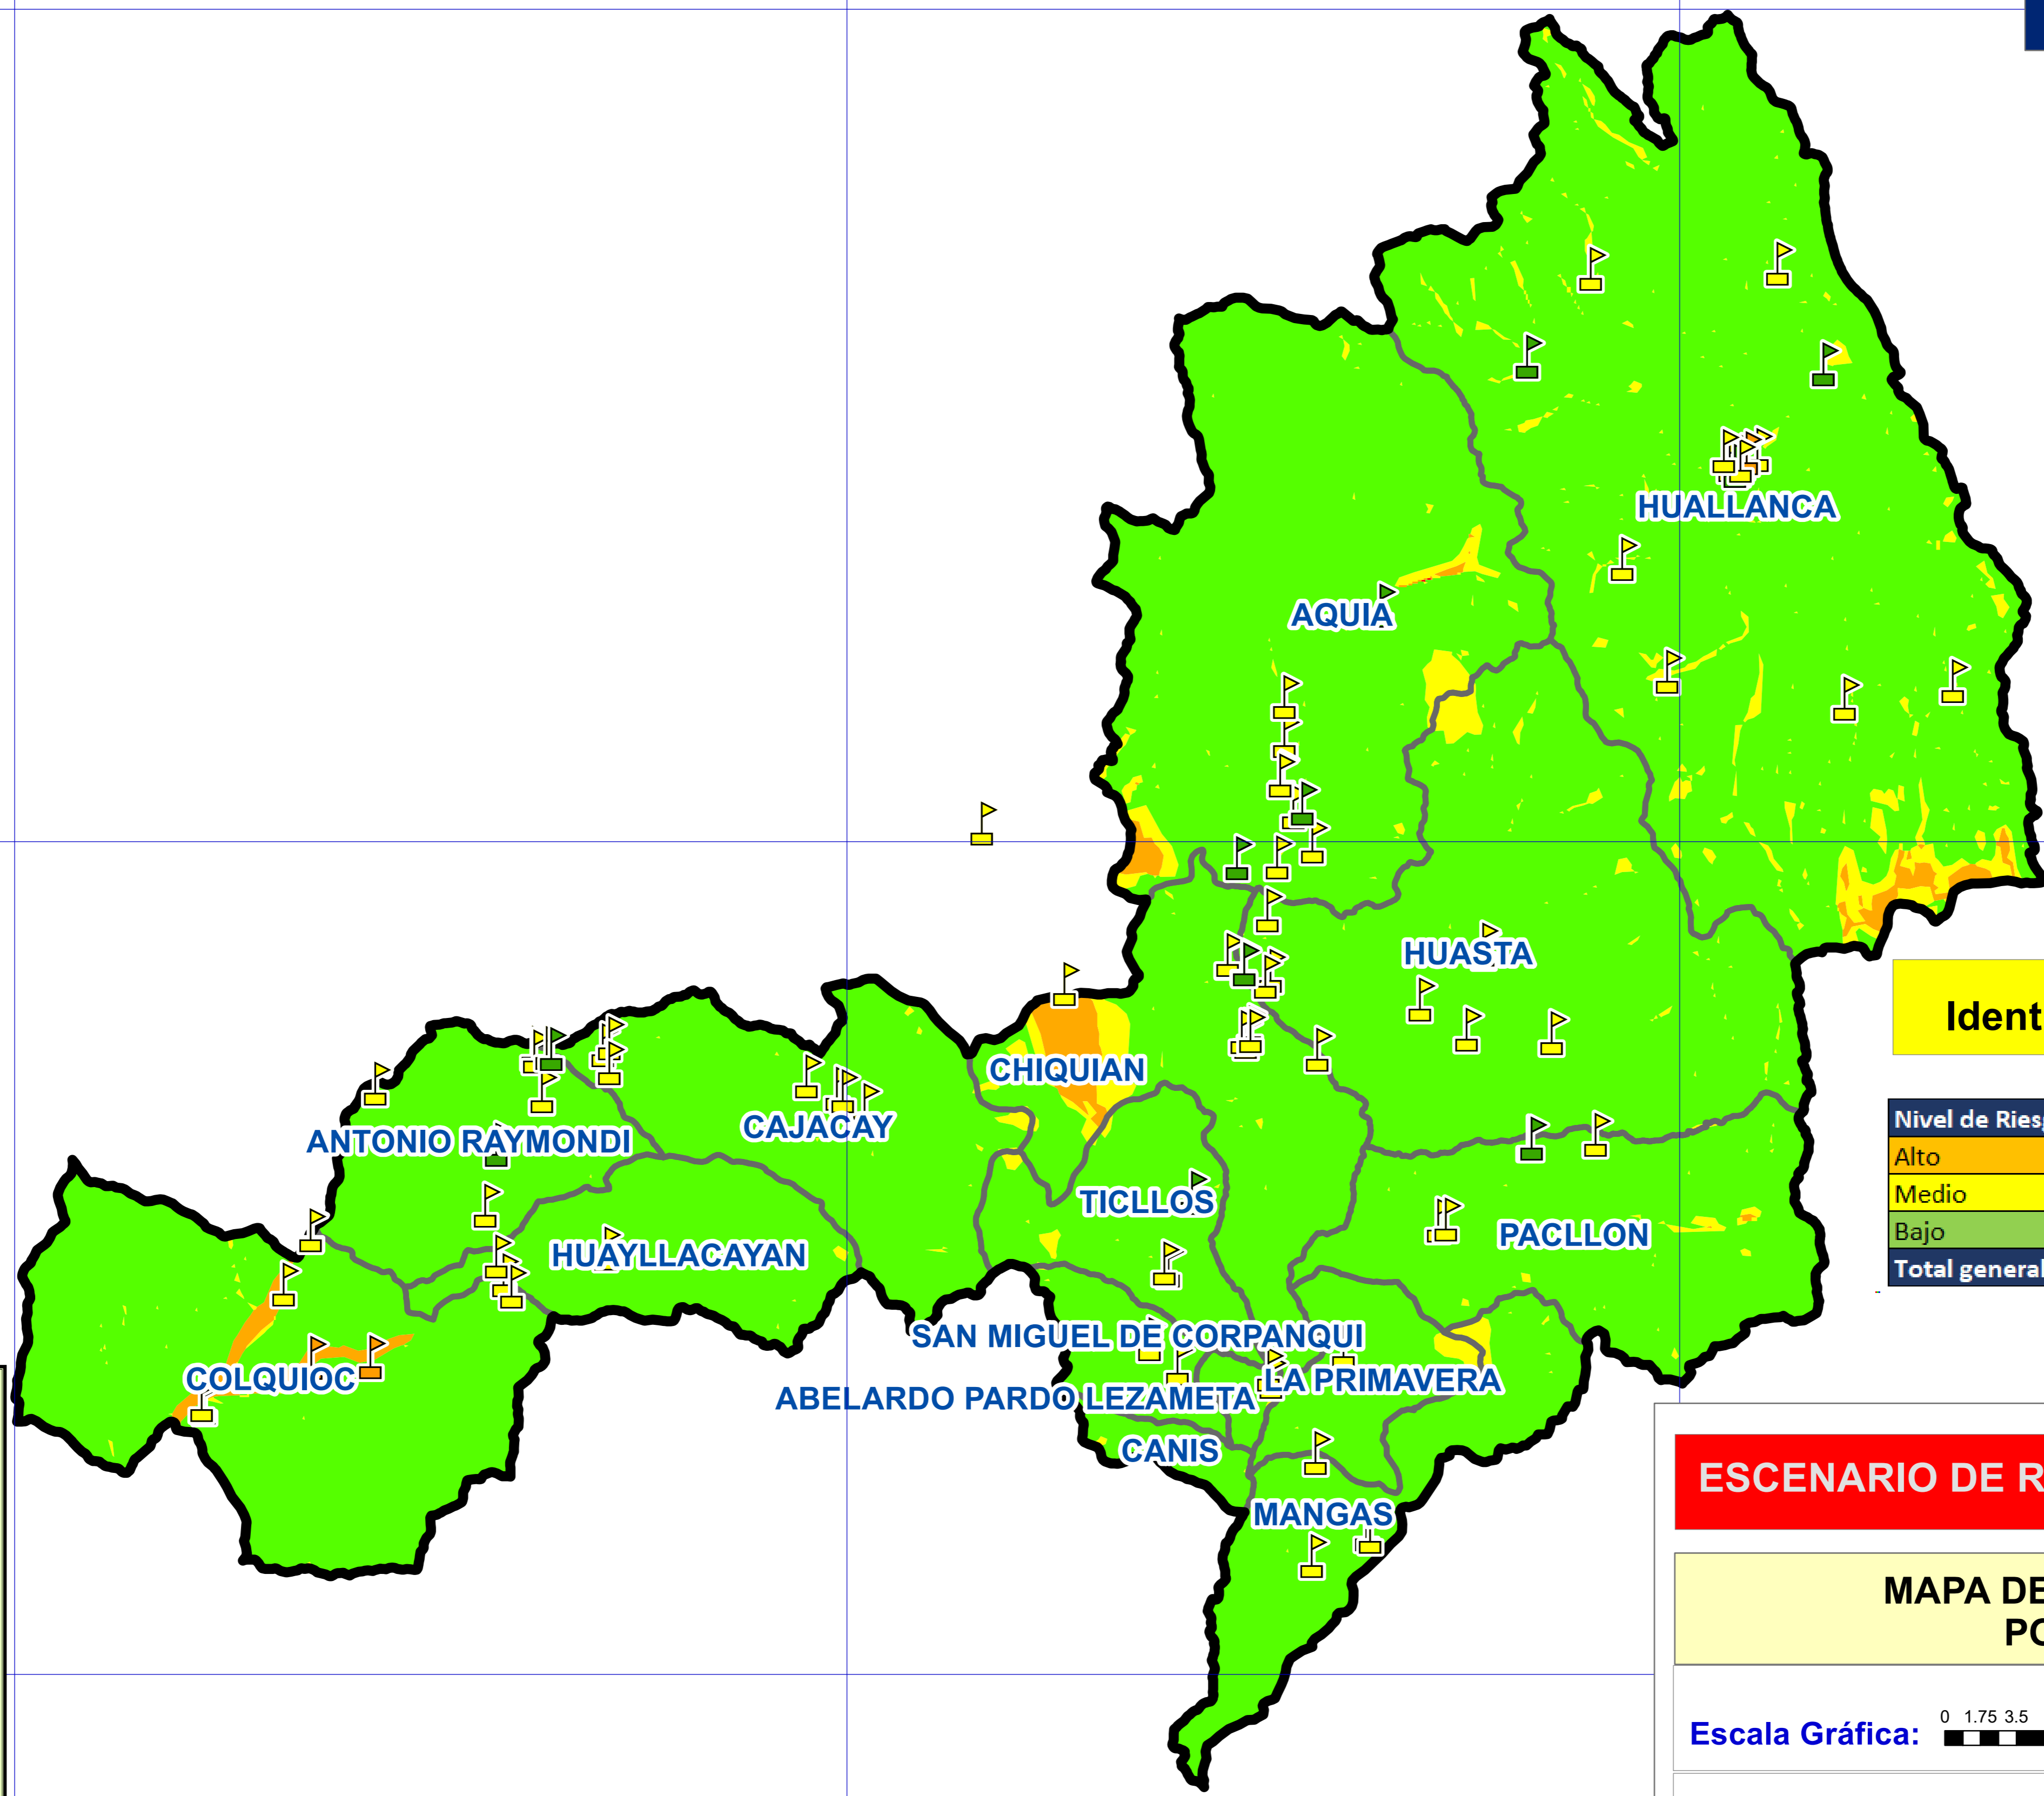 HUALLANCA
AQUIA
HUASTA
CHIQUIAN
CAJACAY
ANTONIO RAYMONDI
TICLLOS
HUAYLLACAYAN
PACLLON
SAN MIGUEL DE CORPANQUI
COLQUIOC
LA PRIMAVERA
ABELARDO PARDO LEZAMETA
CANIS
MANGAS
Ident
Nivel de Ries
Alto
Medio
Bajo
Total general
ESCENARIO DE R
MAPA DE
PO
Escala Gráfica:
0 1.75 3.5